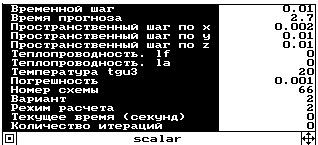 Временной шаг 0.01
Время прогноза 2.7
Пространственный шаг по x 0.002
Пространственный шаг по y 0.01
Пространственный шаг по z 0.01
Теплопроводность. lf 0
Теплопроводность. la 0
Температура tgu3 20
Погрешность 0.001
Номер схемы 66
Вариант 2
Режим расчета 2
Текущее время (секунд) 0
Количество итераций 0
scalar